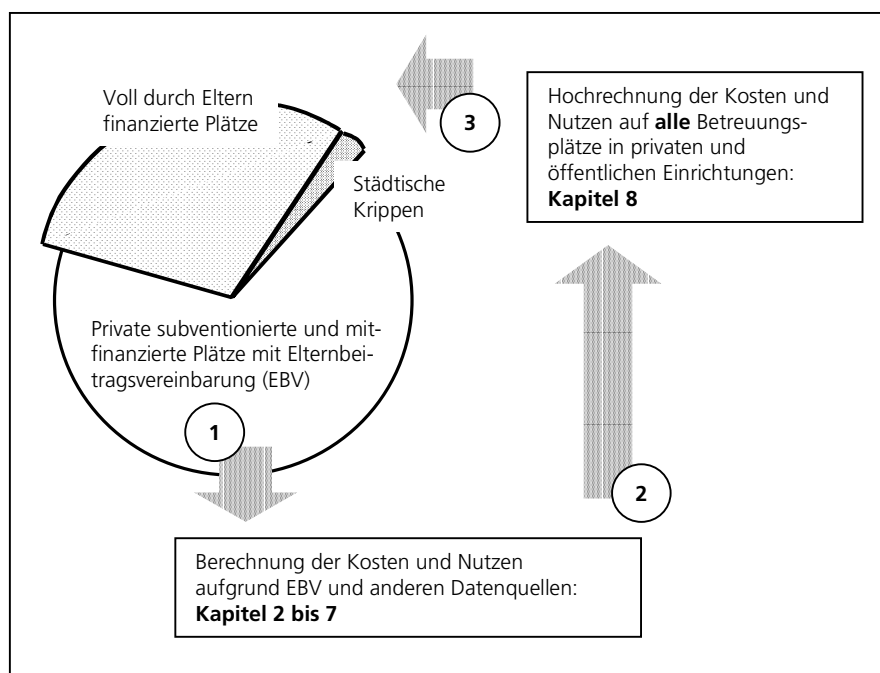 Voll durch Eltern
finanzierte Plätze
Städtische
Krippen
Private subventionierte und mit-
finanzierte Plätze mit Elternbei-
tragsvereinbarung (EBV)
1
Berechnung der Kosten und Nutzen
aufgrund EBV und anderen Datenquellen:
Kapitel 2 bis 7
2
Hochrechnung der Kosten und
Nutzen auf alle Betreuungs-
plätze in privaten und
öffentlichen Einrichtungen:
Kapitel 8
3